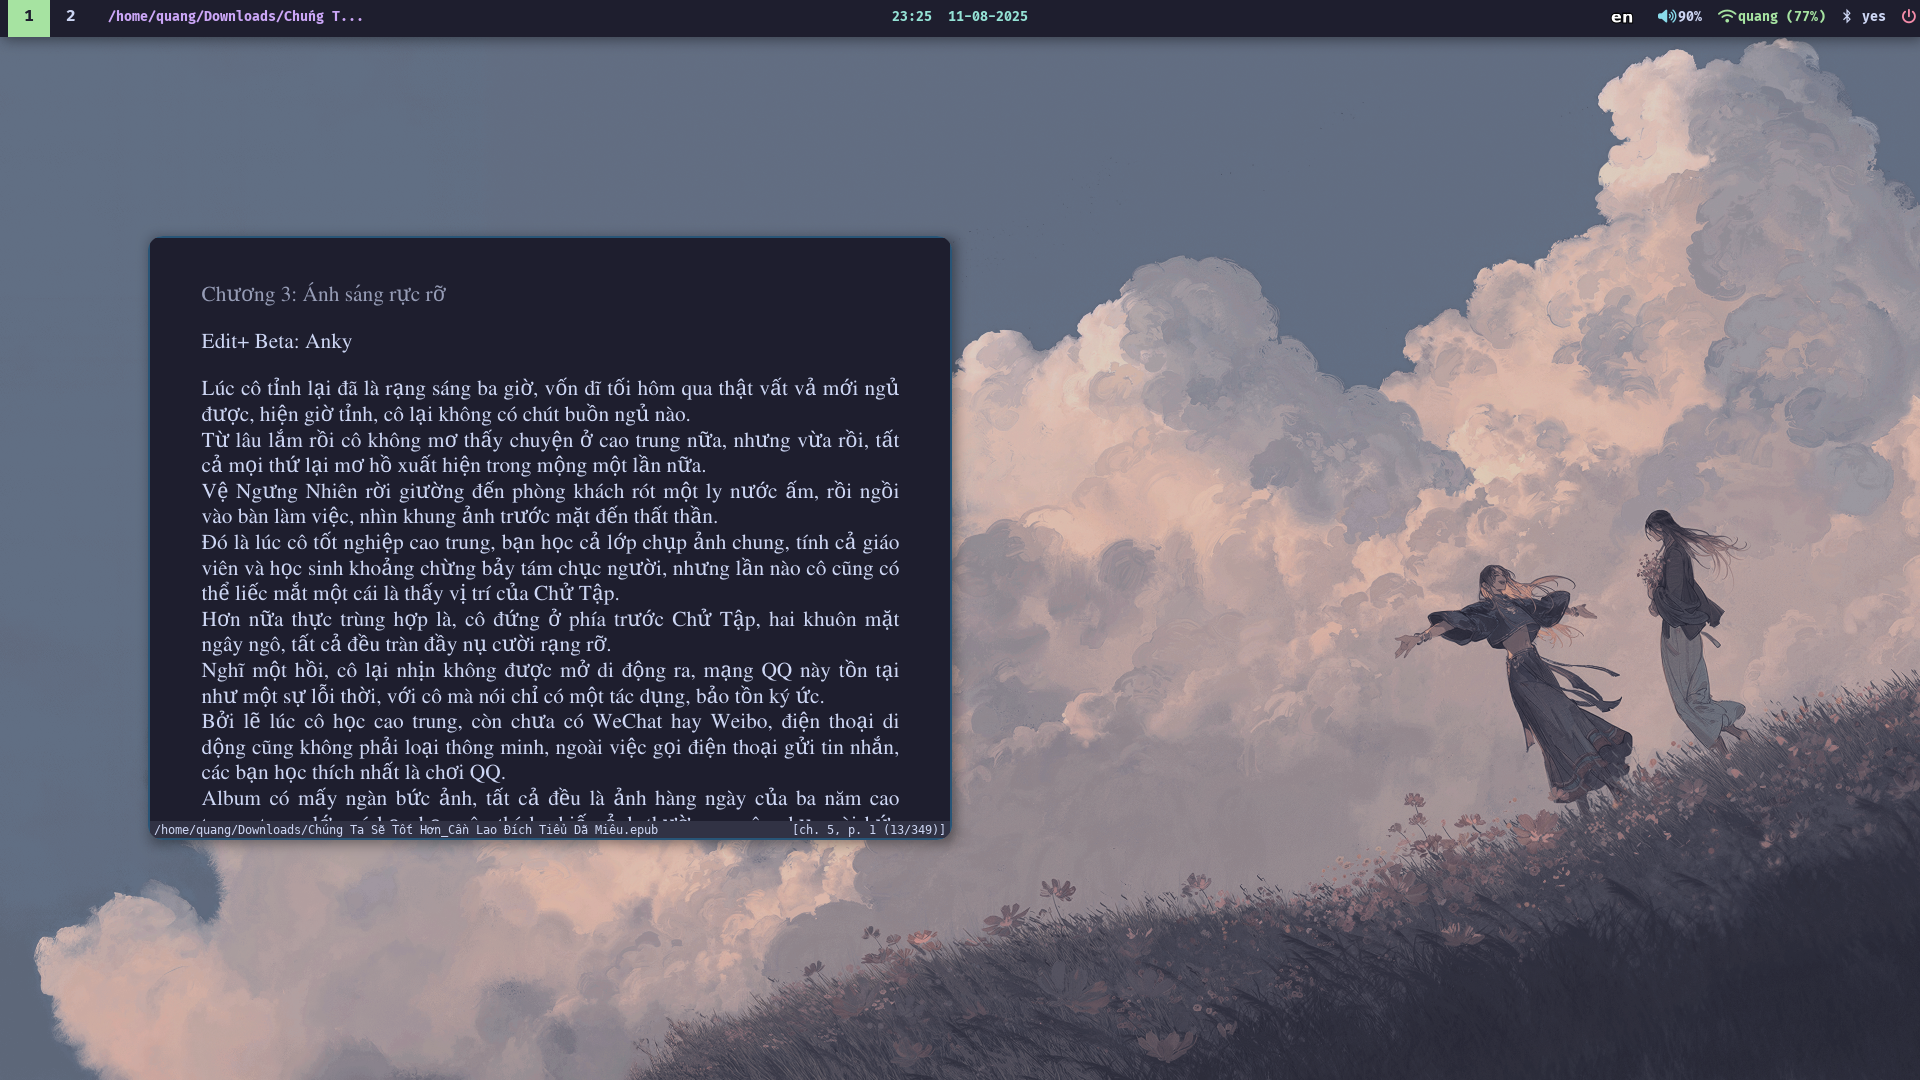 1 2 /home/quang/Downloads/Chúng T... 23:25 11-08-2025 en 90% quang (77%) yes
Chương 3: Ánh sáng rực rỡ
Edit+ Beta: Anky
Lúc cô tỉnh lại đã là rạng sáng ba giờ, vốn dĩ tối hôm qua thật vất vả mới ngủ
được, hiện giờ tỉnh, cô lại không có chút buồn ngủ nào.
Từ lâu lắm rồi cô không mơ thấy chuyện ở cao trung nữa, nhưng vừa rồi, tất
cả mọi thứ lại mơ hồ xuất hiện trong mộng một lần nữa.
Vệ Ngưng Nhiên rời giường đến phòng khách rót một ly nước ấm, rồi ngồi
vào bàn làm việc, nhìn khung ảnh trước mặt đến thất thần.
Đó là lúc cô tốt nghiệp cao trung, bạn học cả lớp chụp ảnh chung, tính cả giáo
viên và học sinh khoảng chừng bảy tám chục người, nhưng lần nào cô cũng có
thể liếc mắt một cái là thấy vị trí của Chử Tập.
Hơn nữa thực trùng hợp là, cô đứng ở phía trước Chử Tập, hai khuôn mặt
ngây ngô, tất cả đều tràn đầy nụ cười rạng rỡ.
Nghĩ một hồi, cô lại nhịn không được mở di động ra, mạng QQ này tồn tại
như một sự lỗi thời, với cô mà nói chỉ có một tác dụng, bảo tồn ký ức.
Bởi lẽ lúc cô học cao trung, còn chưa có WeChat hay Weibo, điện thoại di
dộng cũng không phải loại thông minh, ngoài việc gọi điện thoại gửi tin nhắn,
các bạn học thích nhất là chơi QQ.
Album có mấy ngàn bức ảnh, tất cả đều là ảnh hàng ngày của ba năm cao
/home/quang/Downloads/Chúng Ta Sẽ Tốt Hơn_Cần Lao Đích Tiểu Dã Miêu.epub [ch. 5, p. 1 (13/349)]